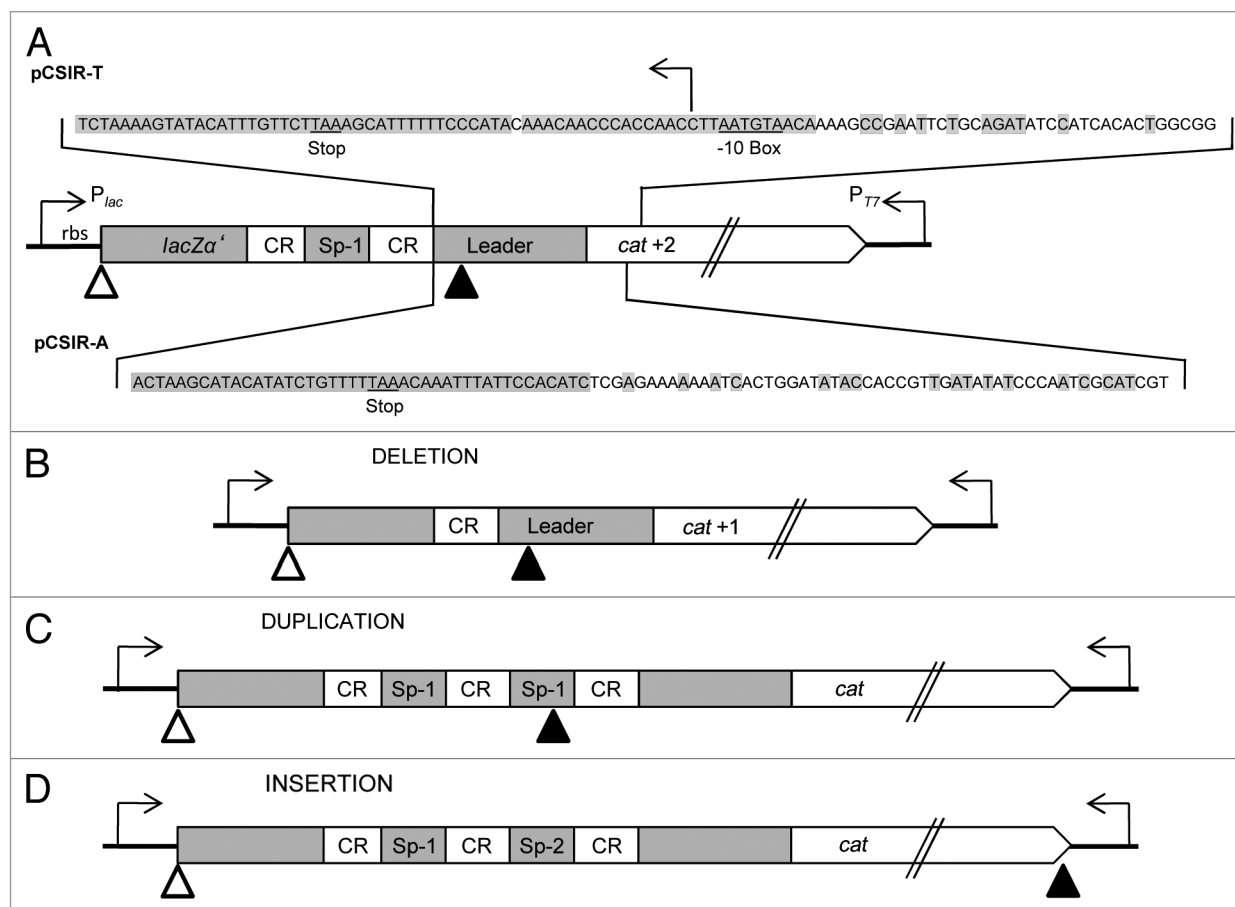 A
pCSIR-T
TCTAAAAGTATACATTTGTTCTTAAAGCATTTTTTCCCATACAAACAACCCACCAACCTTAATGTAACAAAAGCCGAATTCTGCAGATATCCATCACACTGGCGG
Stop -10 Box
Plac PT7
rbs lacZα‘ CR Sp-1 CR Leader cat +2
pCSIR-A
ACTAAGCATACATATCTGTTTTTAAACAAATTTATTCCACATCTCGAGAAAAAAATCACTGGATATACCACCGTTGATATATCCCAATCGCATCGT
Stop
B DELETION
CR Leader cat +1
C DUPLICATION
CR Sp-1 CR Sp-1 CR cat
D INSERTION
CR Sp-1 CR Sp-2 CR cat